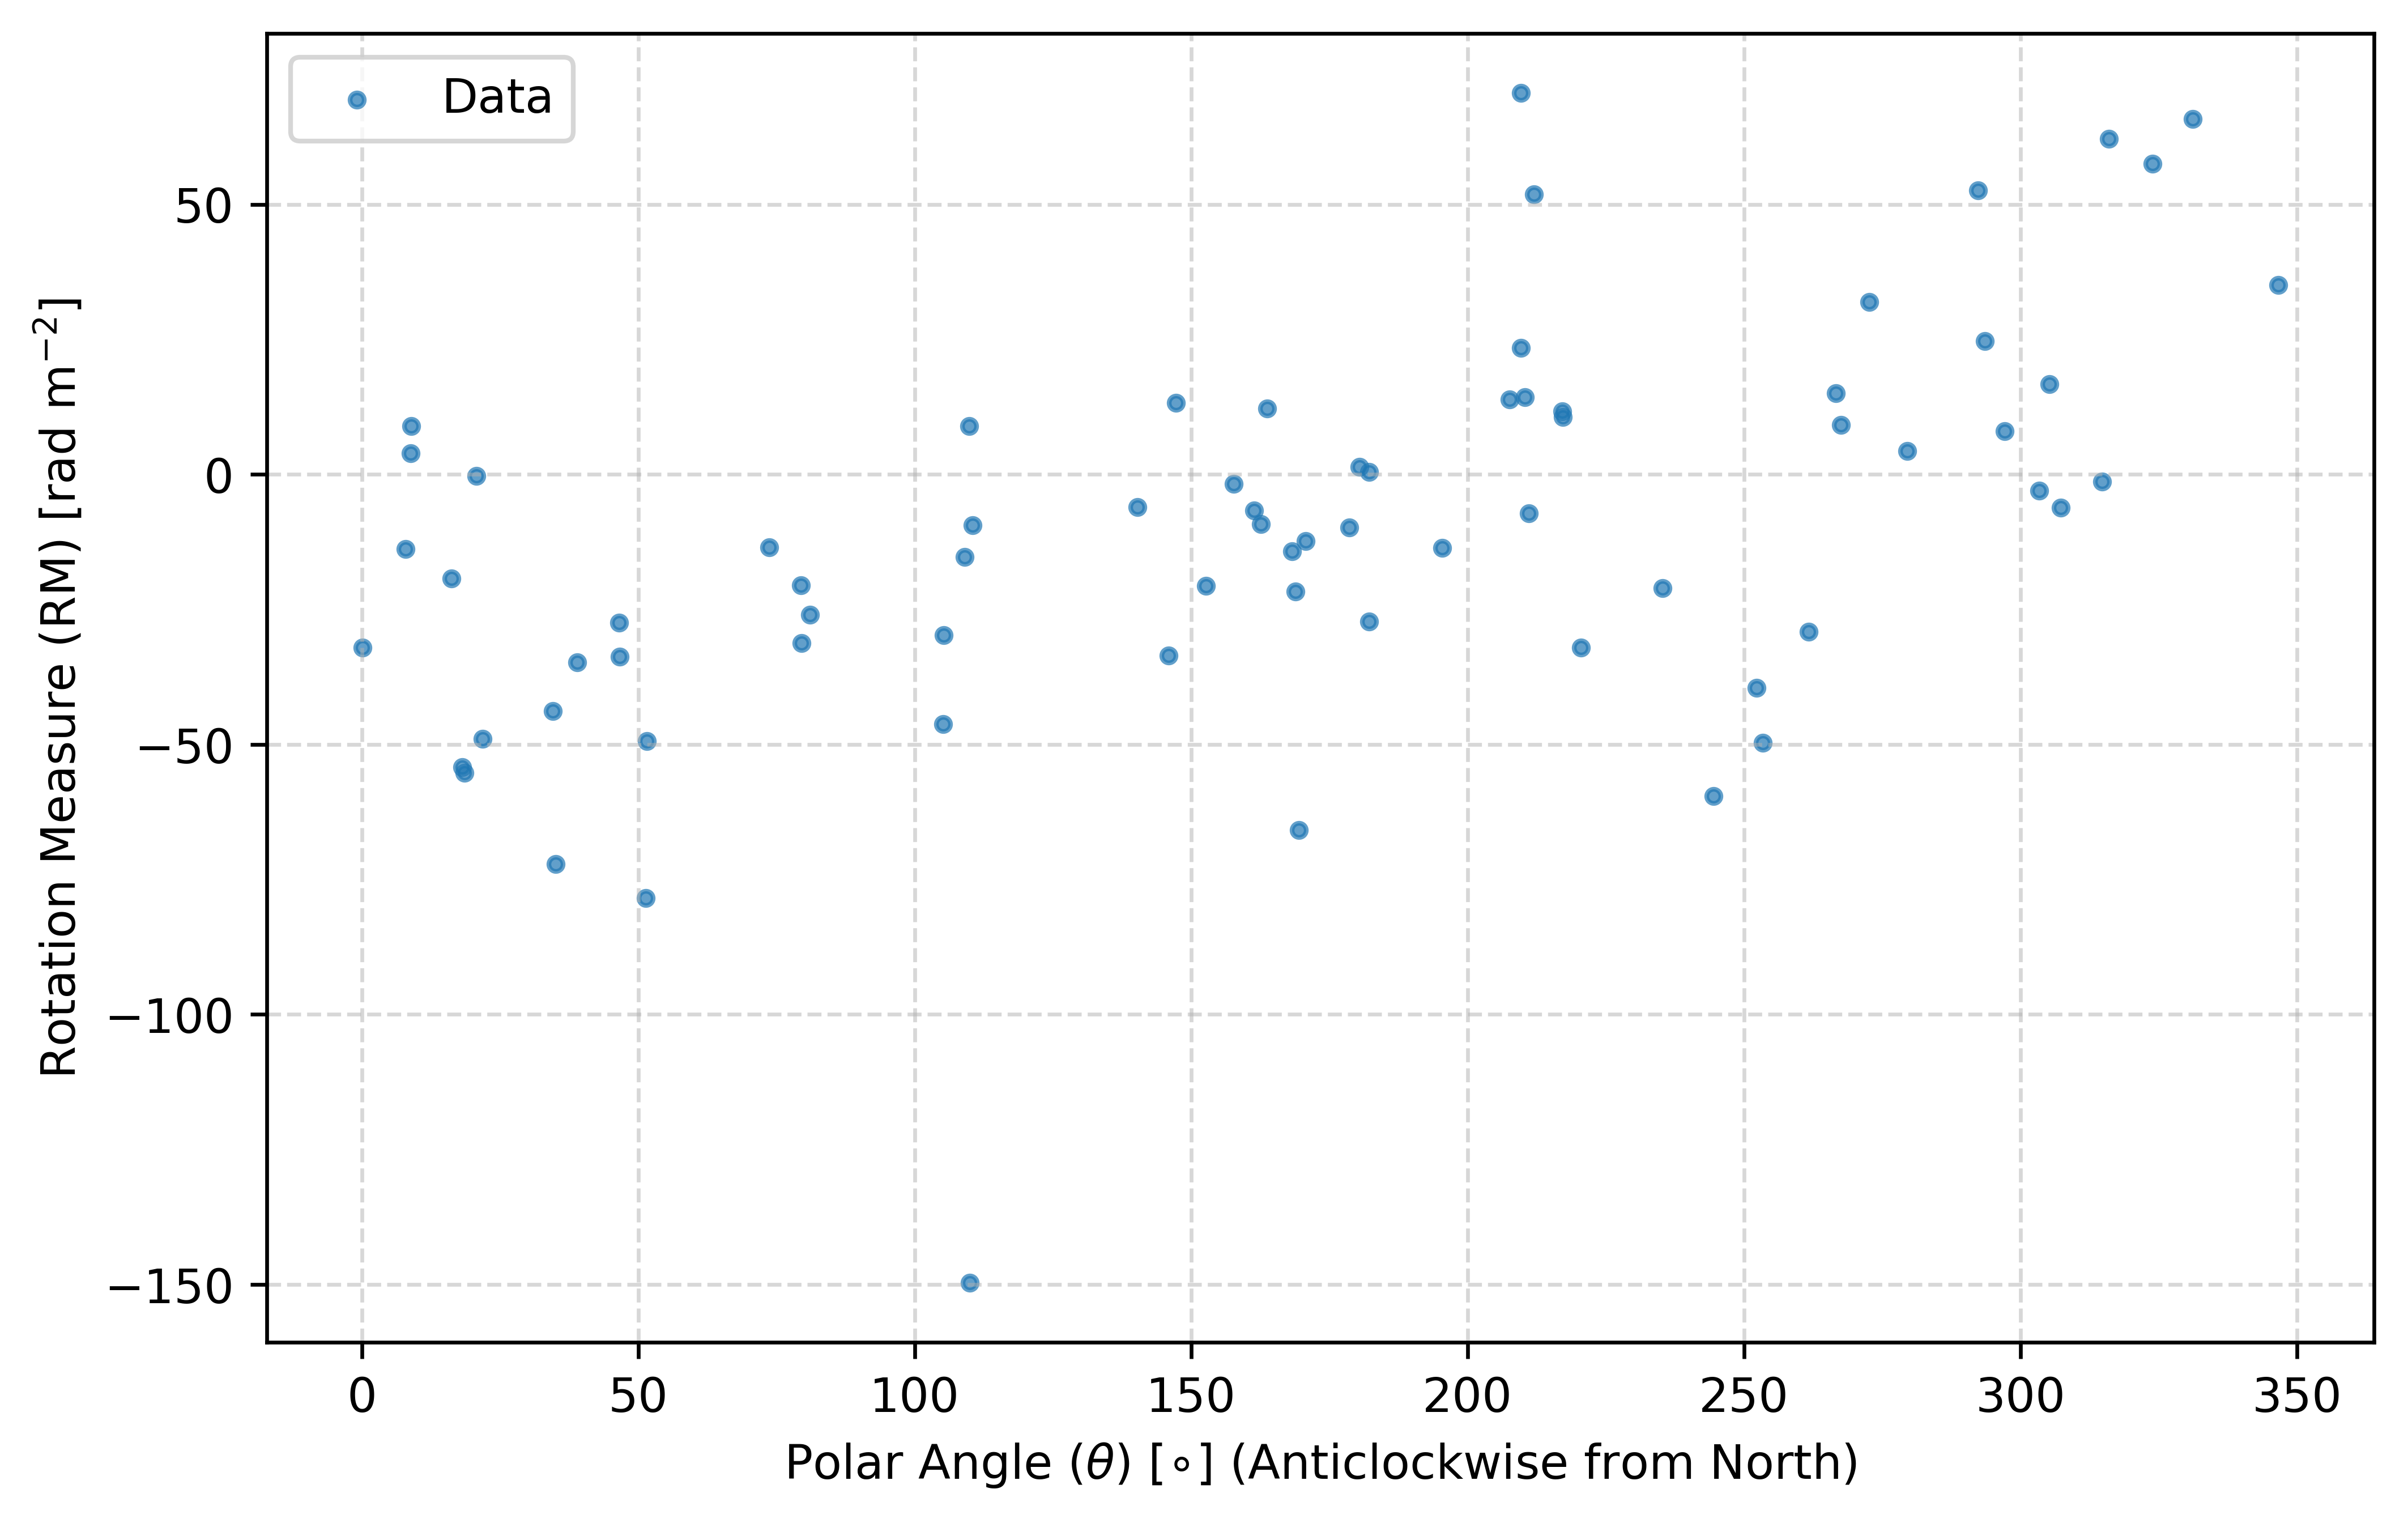 Data
50
0
−50
−100
−150
Rotation Measure (RM) [rad m⁻²]
0 50 100 150 200 250 300 350
Polar Angle (θ) [∘] (Anticlockwise from North)